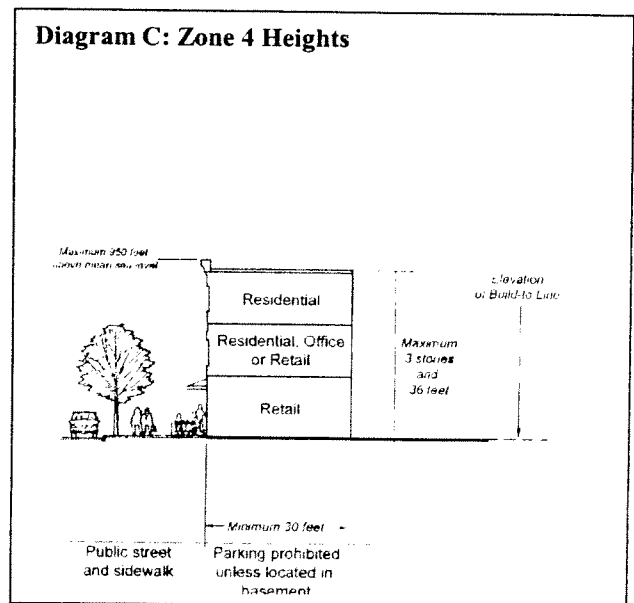 Diagram C: Zone 4 Heights
Maximum 950 feet
above mean sea level
Residential
Residential, Office
or Retail
Retail
Maximum
3 stories
and
36 feet
Elevation
of Build-to Line
Minimum 30 feet
Public street
and sidewalk
Parking prohibited
unless located in
basement